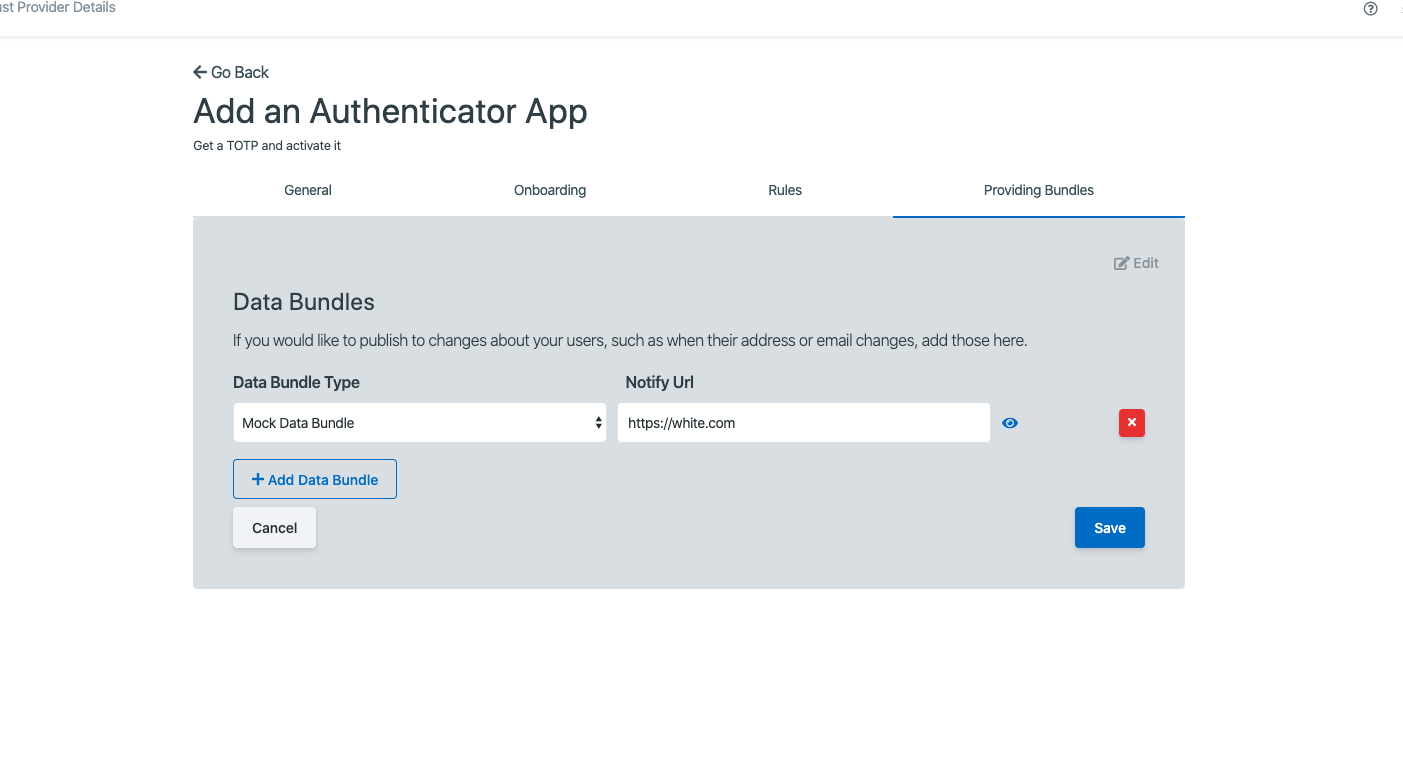 Provider Details
Go Back
Add an Authenticator App
Get a TOTP and activate it
General Onboarding Rules Providing Bundles
Edit
Data Bundles
If you would like to publish to changes about your users, such as when their address or email changes, add those here.
Data Bundle Type Notify Url
Mock Data Bundle https://white.com
Add Data Bundle
Cancel Save